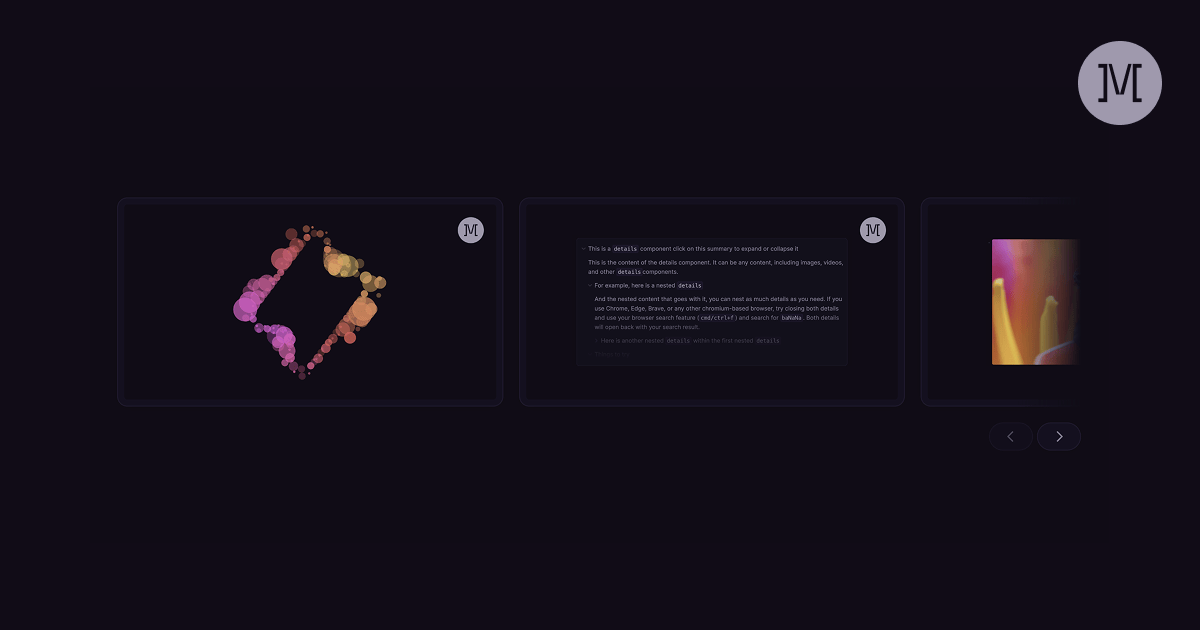 ]M[
]M[
]M[
This is a details component click on this summary to expand or collapse it
This is the content of the details component. It can be any content, including images, videos,
and other details components.
For example, here is a nested details
And the nested content that goes with it, you can nest as much details as you need. If you
use Chrome, Edge, Brave, or any other chromium-based browser, try closing both details
and use your browser search feature ( cmd/ctrl+f ) and search for baNaNa . Both details
will open back with your search result.
Here is another nested details within the first nested details